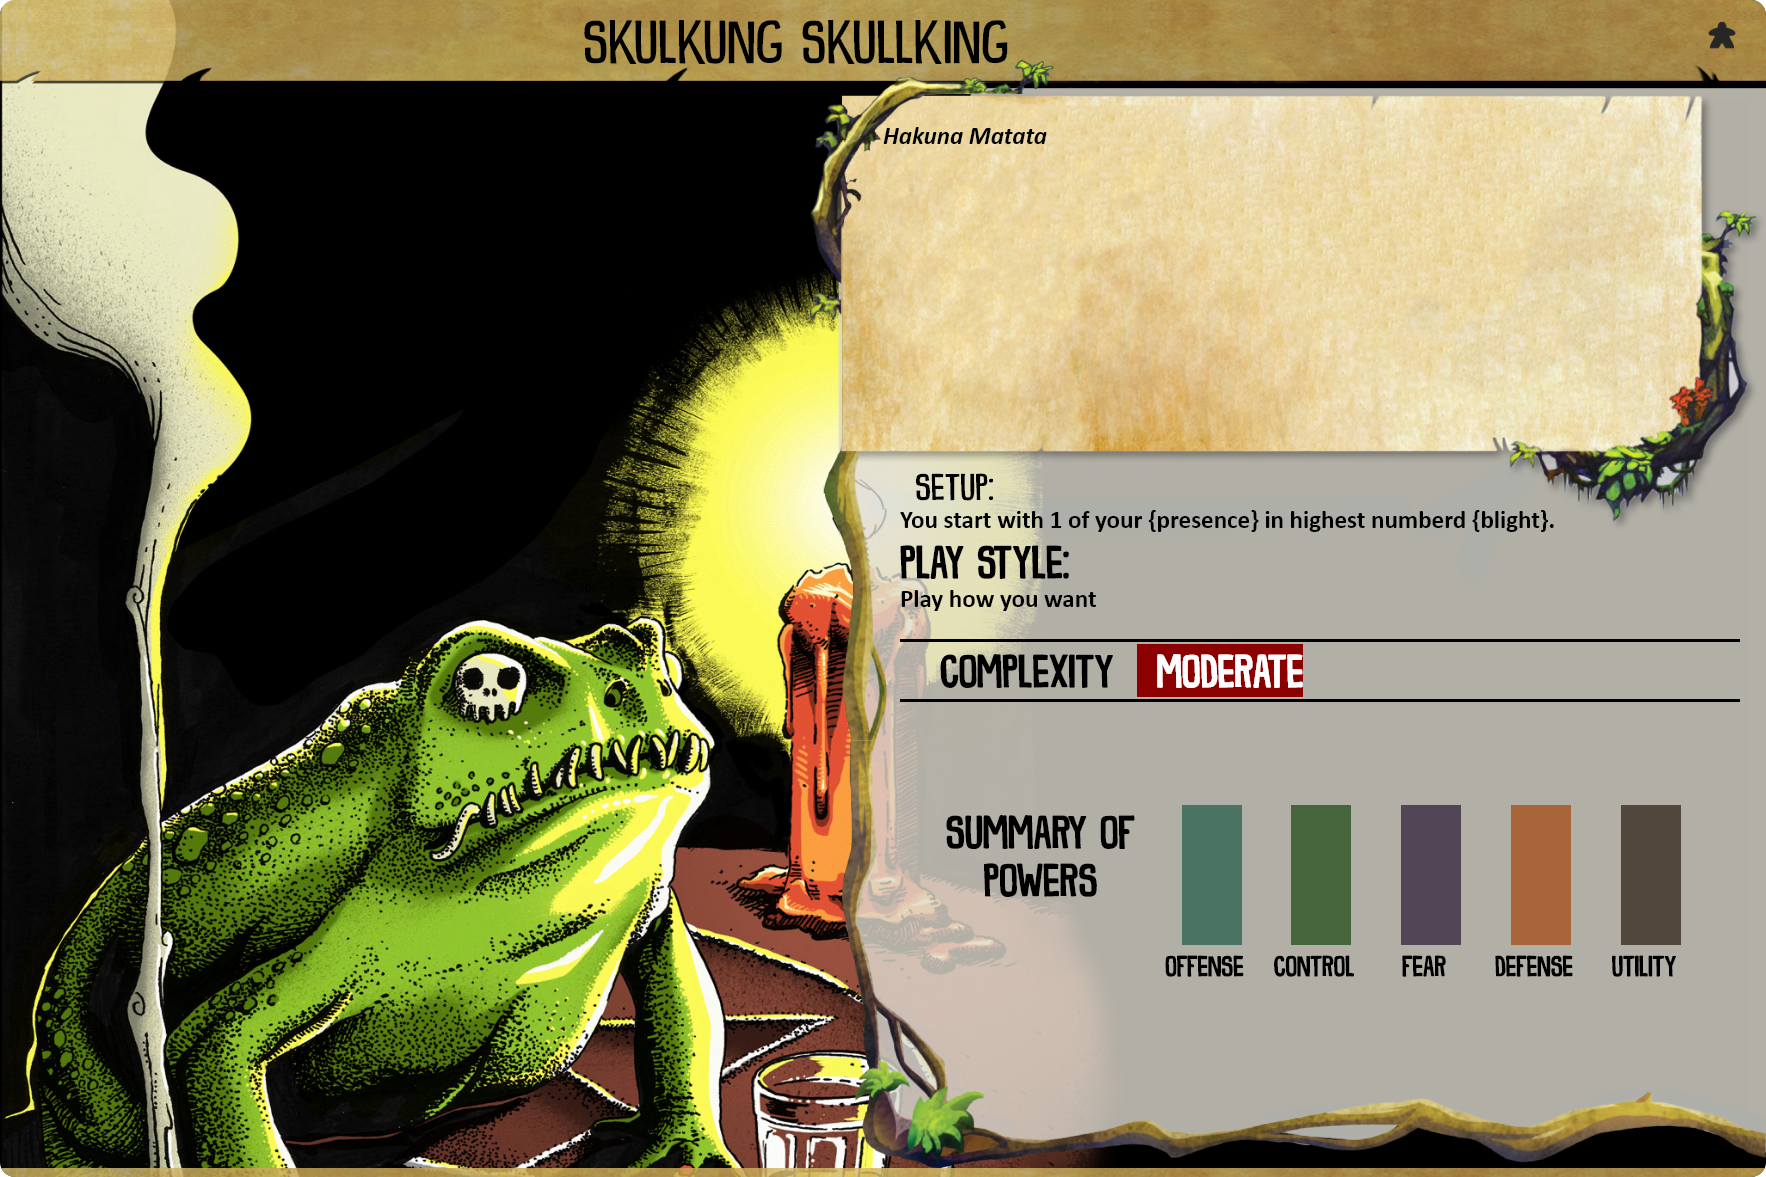 SKULKUNG SKULLKING
Hakuna Matata
SETUP:
You start with 1 of your {presence} in highest numberd {blight}.
PLAY STYLE:
Play how you want
COMPLEXITY MODERATE
SUMMARY OF
POWERS
OFFENSE CONTROL FEAR DEFENSE UTILITY